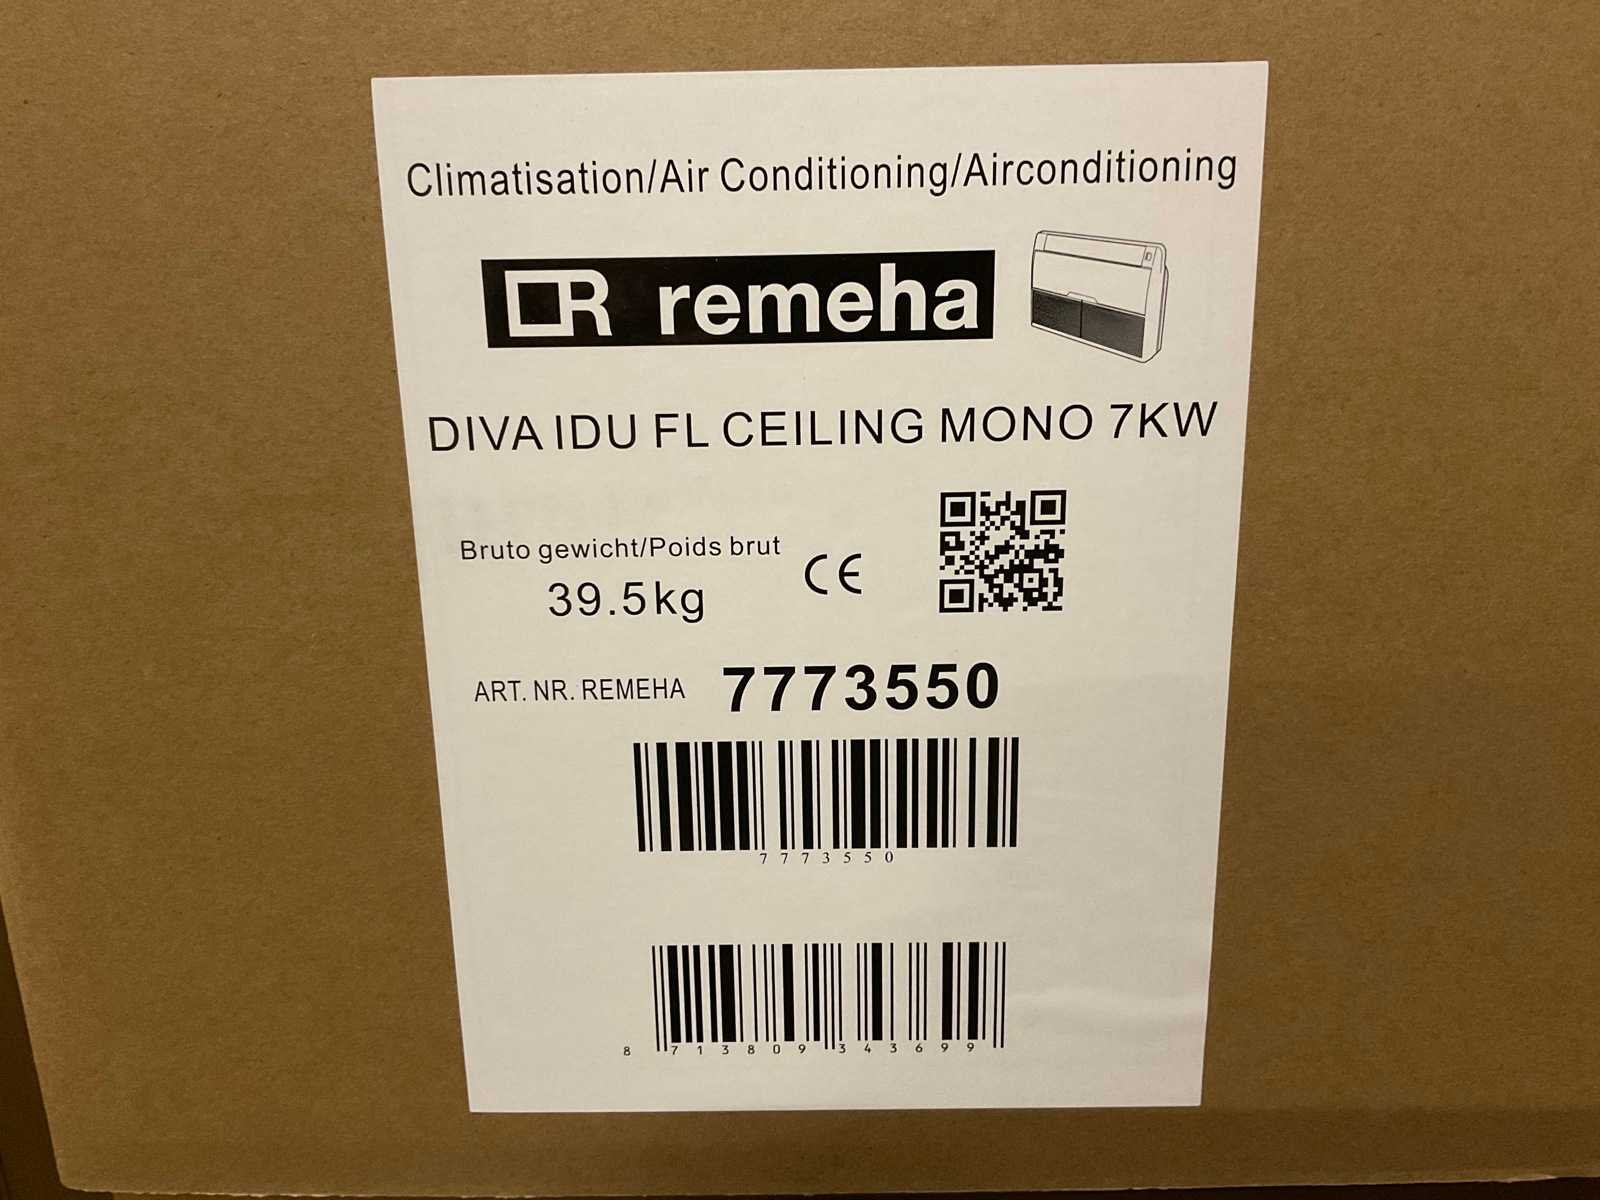 Climatisation/Air Conditioning/Airconditioning
R remeha
DIVA IDU FL CEILING MONO 7KW
Bruto gewicht/Poids brut
39.5kg
CE
ART. NR. REMEHA 7773550
7773550
8 713809 343699